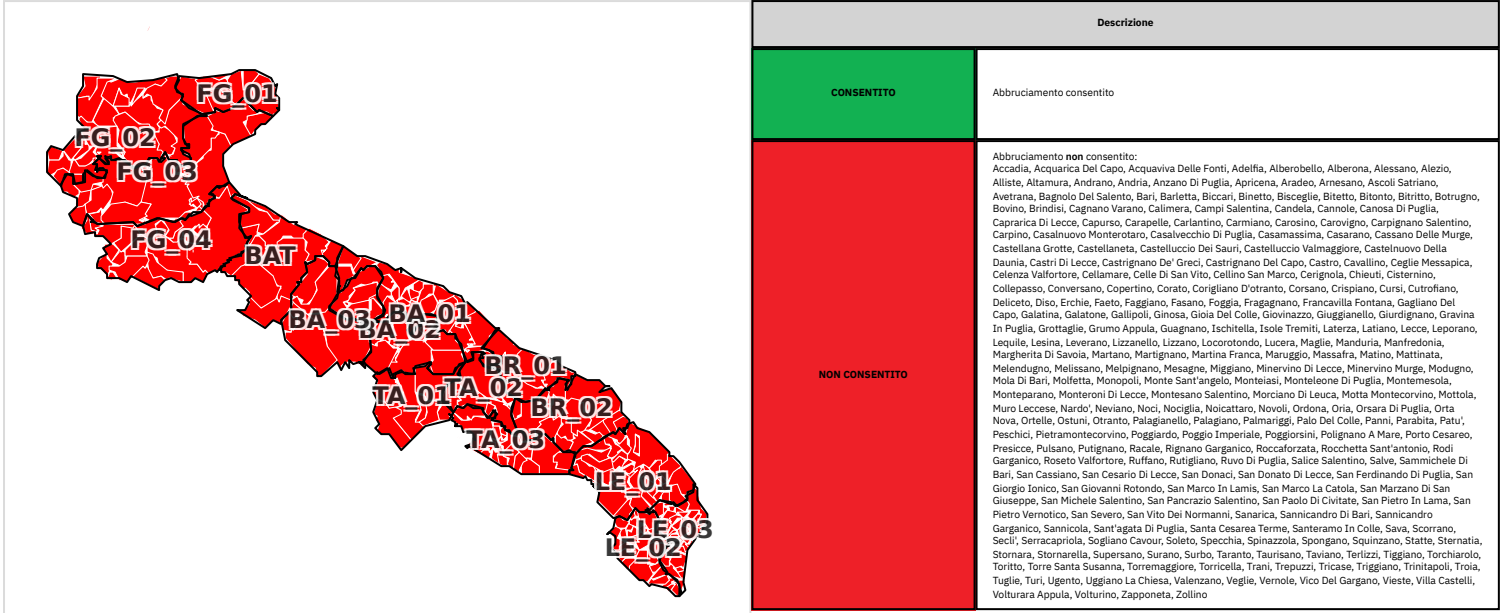 FG_01
FG_02
FG_03
FG_04
BAT
BA_01
BA_03
BA_02
BR_01
TA_02
TA_01
BR_02
TA_03
LE_01
LE_03
LE_02
Descrizione
CONSENTITO
Abbruciamento consentito
NON CONSENTITO
Abbruciamento non consentito:
Accadia, Acquarica Del Capo, Acquaviva Delle Fonti, Adelfia, Alberobello, Alberona, Alessano, Alezio,
Alliste, Altamura, Andrano, Andria, Anzano Di Puglia, Apricena, Aradeo, Arnesano, Ascoli Satriano,
Avetrana, Bagnolo Del Salento, Bari, Barletta, Biccari, Binetto, Bisceglie, Bitetto, Bitonto, Bitritto, Botrugno,
Bovino, Brindisi, Cagnano Varano, Calimera, Campi Salentina, Candela, Cannole, Canosa Di Puglia,
Caprarica Di Lecce, Capurso, Carapelle, Carlantino, Carmiano, Carosino, Carovigno, Carpignano Salentino,
Carpino, Casalnuovo Monterotaro, Casalvecchio Di Puglia, Casamassima, Casarano, Cassano Delle Murge,
Castellana Grotte, Castellaneta, Castelluccio Dei Sauri, Castelluccio Valmaggiore, Castelnuovo Della
Daunia, Castri Di Lecce, Castrignano De' Greci, Castrignano Del Capo, Castro, Cavallino, Ceglie Messapica,
Celenza Valfortore, Cellamare, Celle Di San Vito, Cellino San Marco, Cerignola, Chieuti, Cisternino,
Collepasso, Conversano, Copertino, Corato, Corigliano D'otranto, Corsano, Crispiano, Cursi, Cutrofiano,
Deliceto, Diso, Erchie, Faeto, Faggiano, Fasano, Foggia, Fragagnano, Francavilla Fontana, Gagliano Del
Capo, Galatina, Galatone, Gallipoli, Ginosa, Gioia Del Colle, Giovinazzo, Giuggianello, Giurdignano, Gravina
In Puglia, Grottaglie, Grumo Appula, Guagnano, Ischitella, Isole Tremiti, Laterza, Latiano, Lecce, Leporano,
Lequile, Lesina, Leverano, Lizzanello, Lizzano, Locorotondo, Lucera, Maglie, Manduria, Manfredonia,
Margherita Di Savoia, Martano, Martignano, Martina Franca, Maruggio, Massafra, Matino, Mattinata,
Melendugno, Melissano, Melpignano, Mesagne, Miggiano, Minervino Di Lecce, Minervino Murge, Modugno,
Mola Di Bari, Molfetta, Monopoli, Monte Sant'angelo, Monteiasi, Monteleone Di Puglia, Montemesola,
Monteparano, Monteroni Di Lecce, Montesano Salentino, Morciano Di Leuca, Motta Montecorvino, Mottola,
Muro Leccese, Nardo', Neviano, Noci, Nociglia, Noicattaro, Novoli, Ordona, Oria, Orsara Di Puglia, Orta
Nova, Ortelle, Ostuni, Otranto, Palagianello, Palagiano, Palmariggi, Palo Del Colle, Panni, Parabita, Patu',
Peschici, Pietramontecorvino, Poggiardo, Poggio Imperiale, Poggiorsini, Polignano A Mare, Porto Cesareo,
Presicce, Pulsano, Putignano, Racale, Rignano Garganico, Roccaforzata, Rocchetta Sant'antonio, Rodi
Garganico, Roseto Valfortore, Ruffano, Rutigliano, Ruvo Di Puglia, Salice Salentino, Salve, Sammichele Di
Bari, San Cassiano, San Cesario Di Lecce, San Donaci, San Donato Di Lecce, San Ferdinando Di Puglia, San
Giorgio Ionico, San Giovanni Rotondo, San Marco In Lamis, San Marco La Catola, San Marzano Di San
Giuseppe, San Michele Salentino, San Pancrazio Salentino, San Paolo Di Civitate, San Pietro In Lama, San
Pietro Vernotico, San Severo, San Vito Dei Normanni, Sanarica, Sannicandro Di Bari, Sannicandro
Garganico, Sannicola, Sant'agata Di Puglia, Santa Cesarea Terme, Santeramo In Colle, Sava, Scorrano,
Secli', Serracapriola, Sogliano Cavour, Soleto, Specchia, Spinazzola, Spongano, Squinzano, Statte, Sternatia,
Stornara, Stornarella, Supersano, Surano, Surbo, Taranto, Taurisano, Taviano, Terlizzi, Tiggiano, Torchiarolo,
Toritto, Torre Santa Susanna, Torremaggiore, Torricella, Trani, Trepuzzi, Tricase, Triggiano, Trinitapoli, Troia,
Tuglie, Turi, Ugento, Uggiano La Chiesa, Valenzano, Veglie, Vernole, Vico Del Gargano, Vieste, Villa Castelli,
Volturara Appula, Volturino, Zapponeta, Zollino